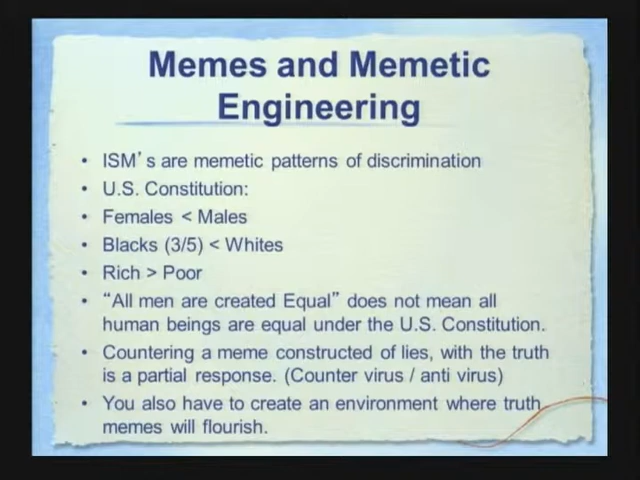 Memes and Memetic
Engineering
• ISM's are memetic patterns of discrimination
• U.S. Constitution:
• Females < Males
• Blacks (3/5) < Whites
• Rich > Poor
• “All men are created Equal” does not mean all
human beings are equal under the U.S. Constitution.
• Countering a meme constructed of lies, with the truth
is a partial response. (Counter virus / anti virus)
• You also have to create an environment where truth
memes will flourish.